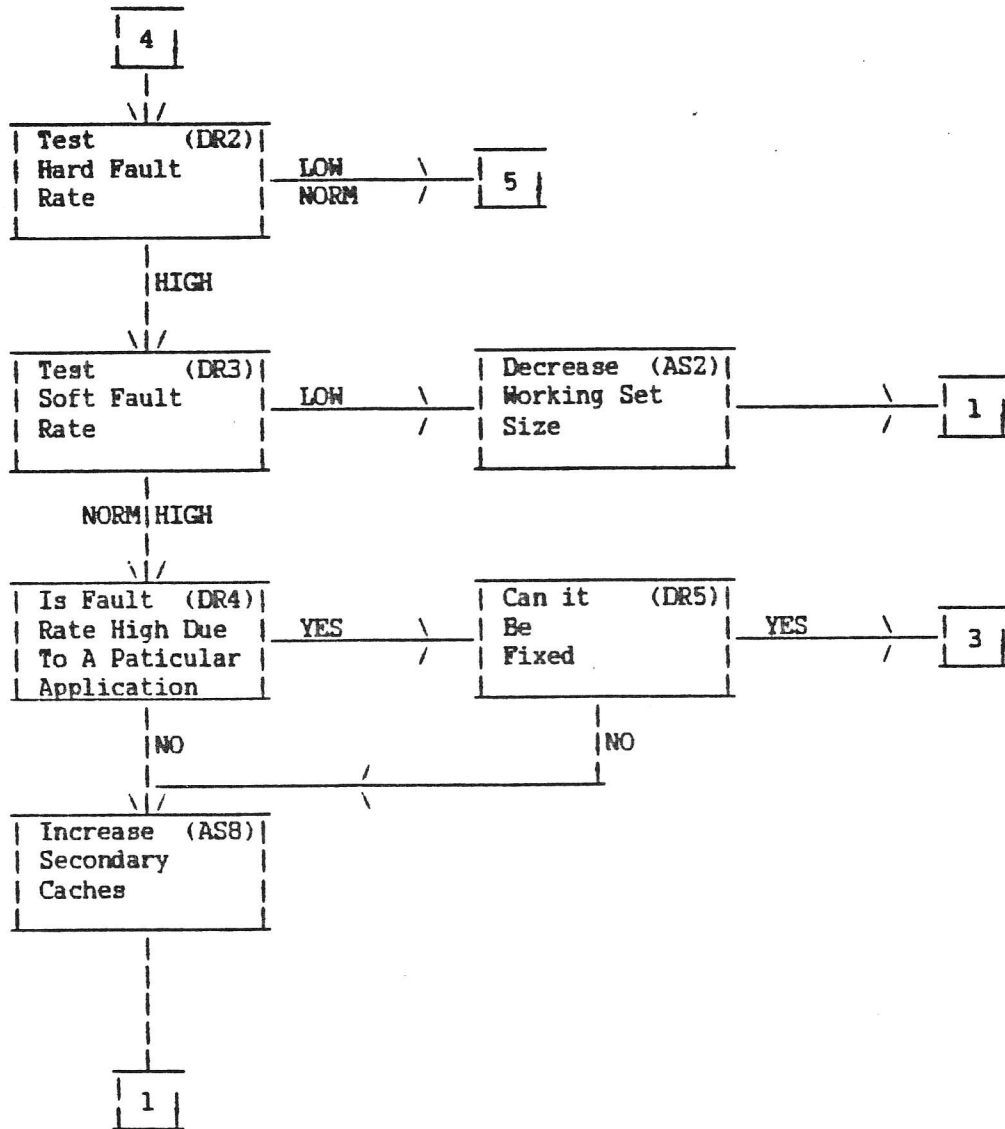 4
Test (DR2)
Hard Fault
Rate
LOW
NORM
5
HIGH
Test (DR3)
Soft Fault
Rate
LOW
Decrease (AS2)
Working Set
Size
1
NORM HIGH
Is Fault (DR4)
Rate High Due
To A Paticular
Application
YES
Can it (DR5)
Be
Fixed
YES
3
NO
NO
Increase (AS8)
Secondary
Caches
1